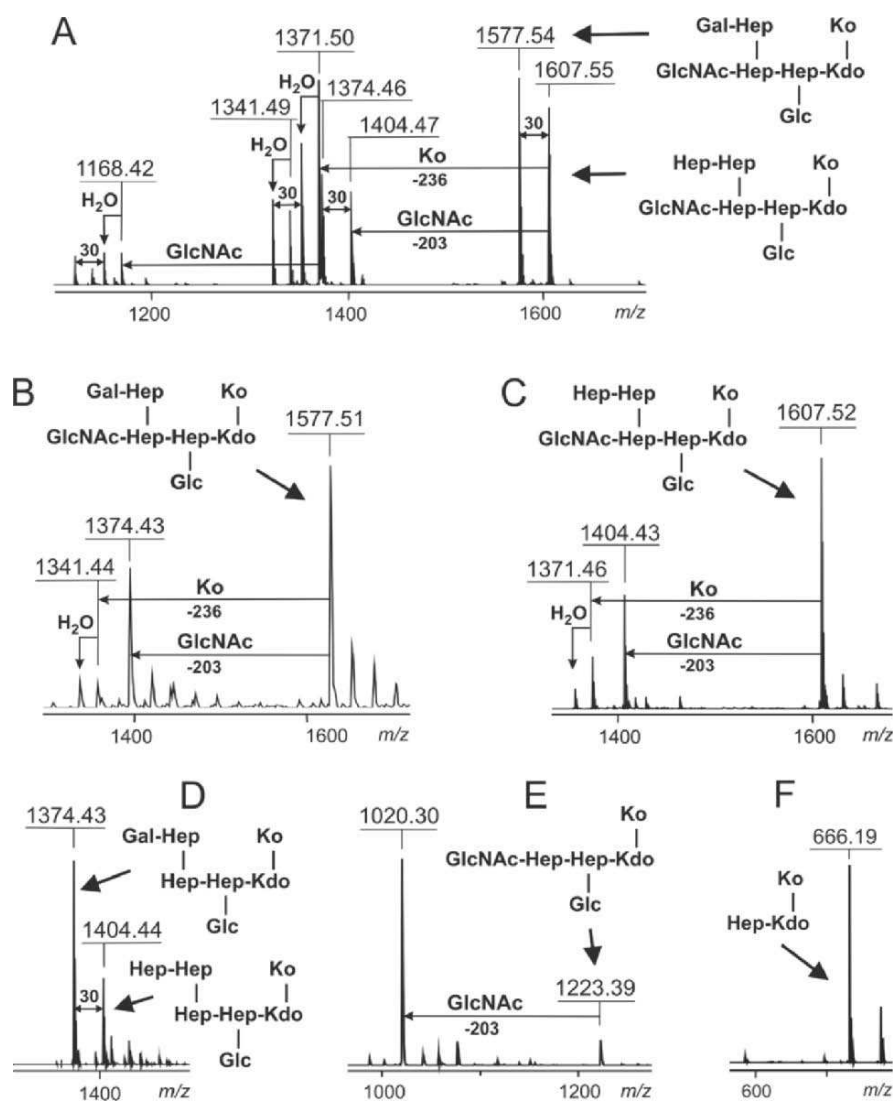 A
1371.50
1577.54
Gal-Hep Ko
GlcNAc-Hep-Hep-Kdo
Glc
H2O
1374.46
1607.55
1341.49
1404.47
H2O
H2O
1168.42
30
Ko
-236
Hep-Hep Ko
GlcNAc-Hep-Hep-Kdo
Glc
H2O
30
30
30
GlcNAc
GlcNAc
-203
1200 1400 1600 m/z
B
Gal-Hep Ko
GlcNAc-Hep-Hep-Kdo
Glc
1577.51
1374.43
1341.44
Ko
-236
H2O
GlcNAc
-203
1400 1600 m/z
C
Hep-Hep Ko
GlcNAc-Hep-Hep-Kdo
Glc
1607.52
1404.43
1371.46
Ko
-236
H2O
GlcNAc
-203
1400 1600 m/z
D
1374.43
Gal-Hep Ko
Hep-Hep-Kdo
Glc
1404.44
30
Hep-Hep Ko
Hep-Hep-Kdo
Glc
1400 m/z
E
1020.30
Ko
GlcNAc-Hep-Hep-Kdo
Glc
1223.39
GlcNAc
-203
1000 1200 m/z
F
666.19
Ko
Hep-Kdo
600 m/z